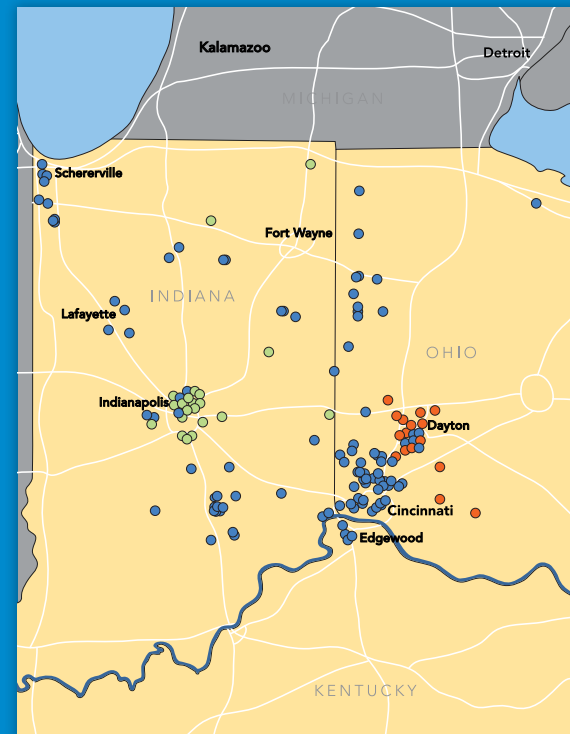 Kalamazoo
Detroit
MICHIGAN
Schererville
Fort Wayne
INDIANA
Lafayette
OHIO
Indianapolis
Dayton
Cincinnati
Edgewood
KENTUCKY